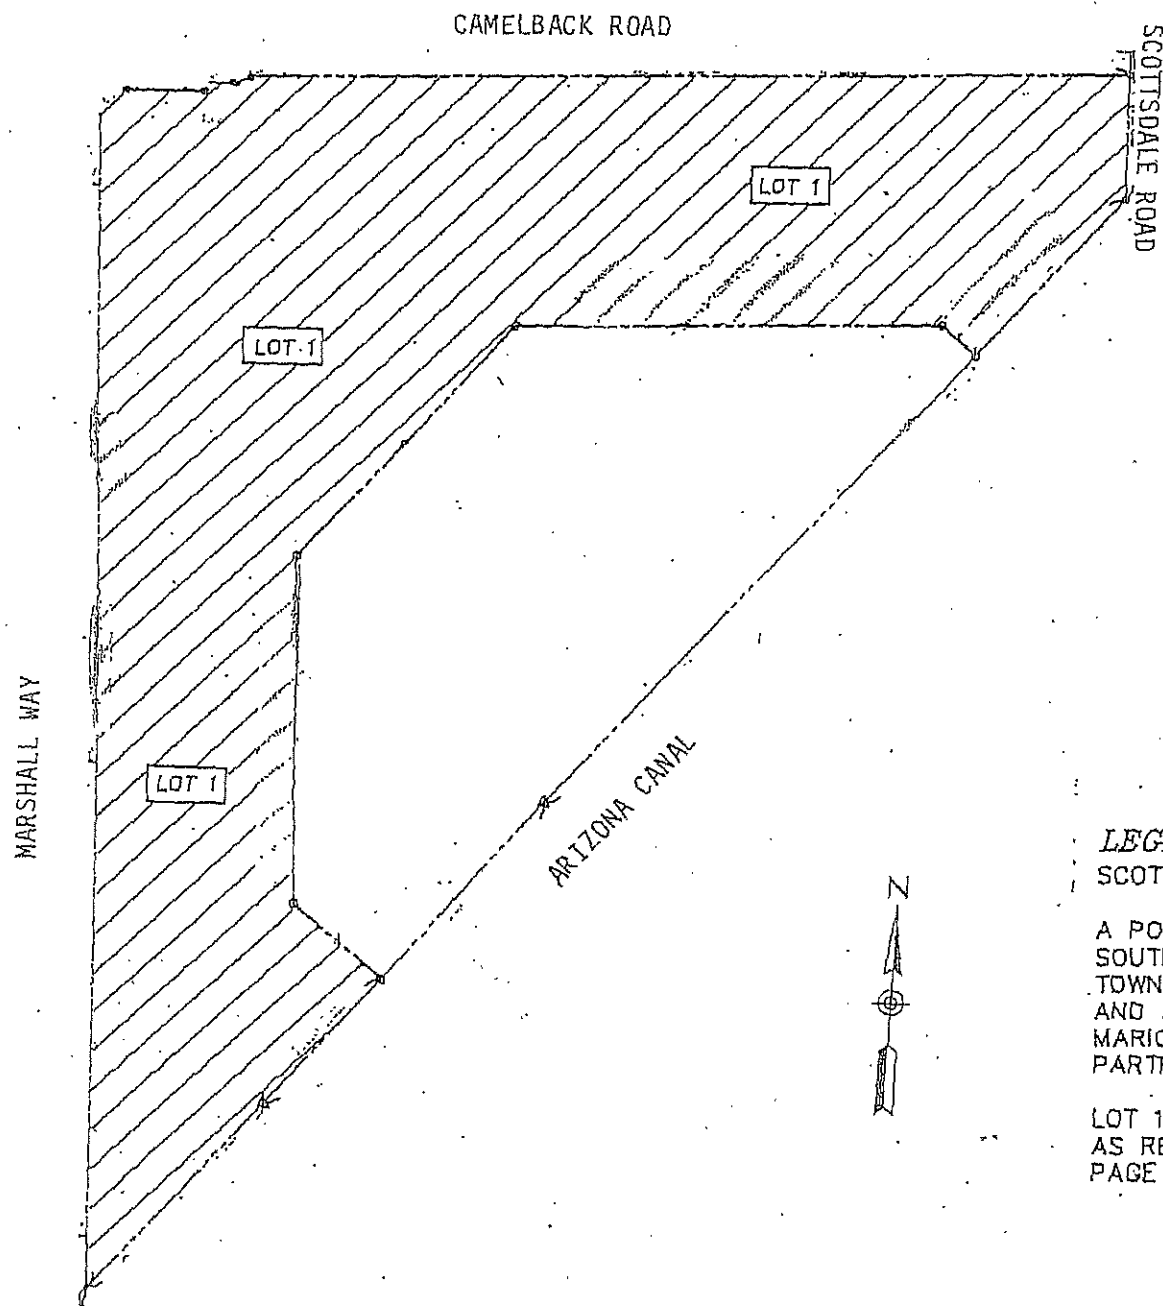 CAMELBACK ROAD
SCOTTSDALE ROAD
LOT 1
LOT 1
MARSHALL WAY
LOT 1
ARIZONA CANAL
N
LEG
SCOT
A PO
SOUTH
TOWN
AND
MARIC
PART
LOT 1
AS RE
PAGE